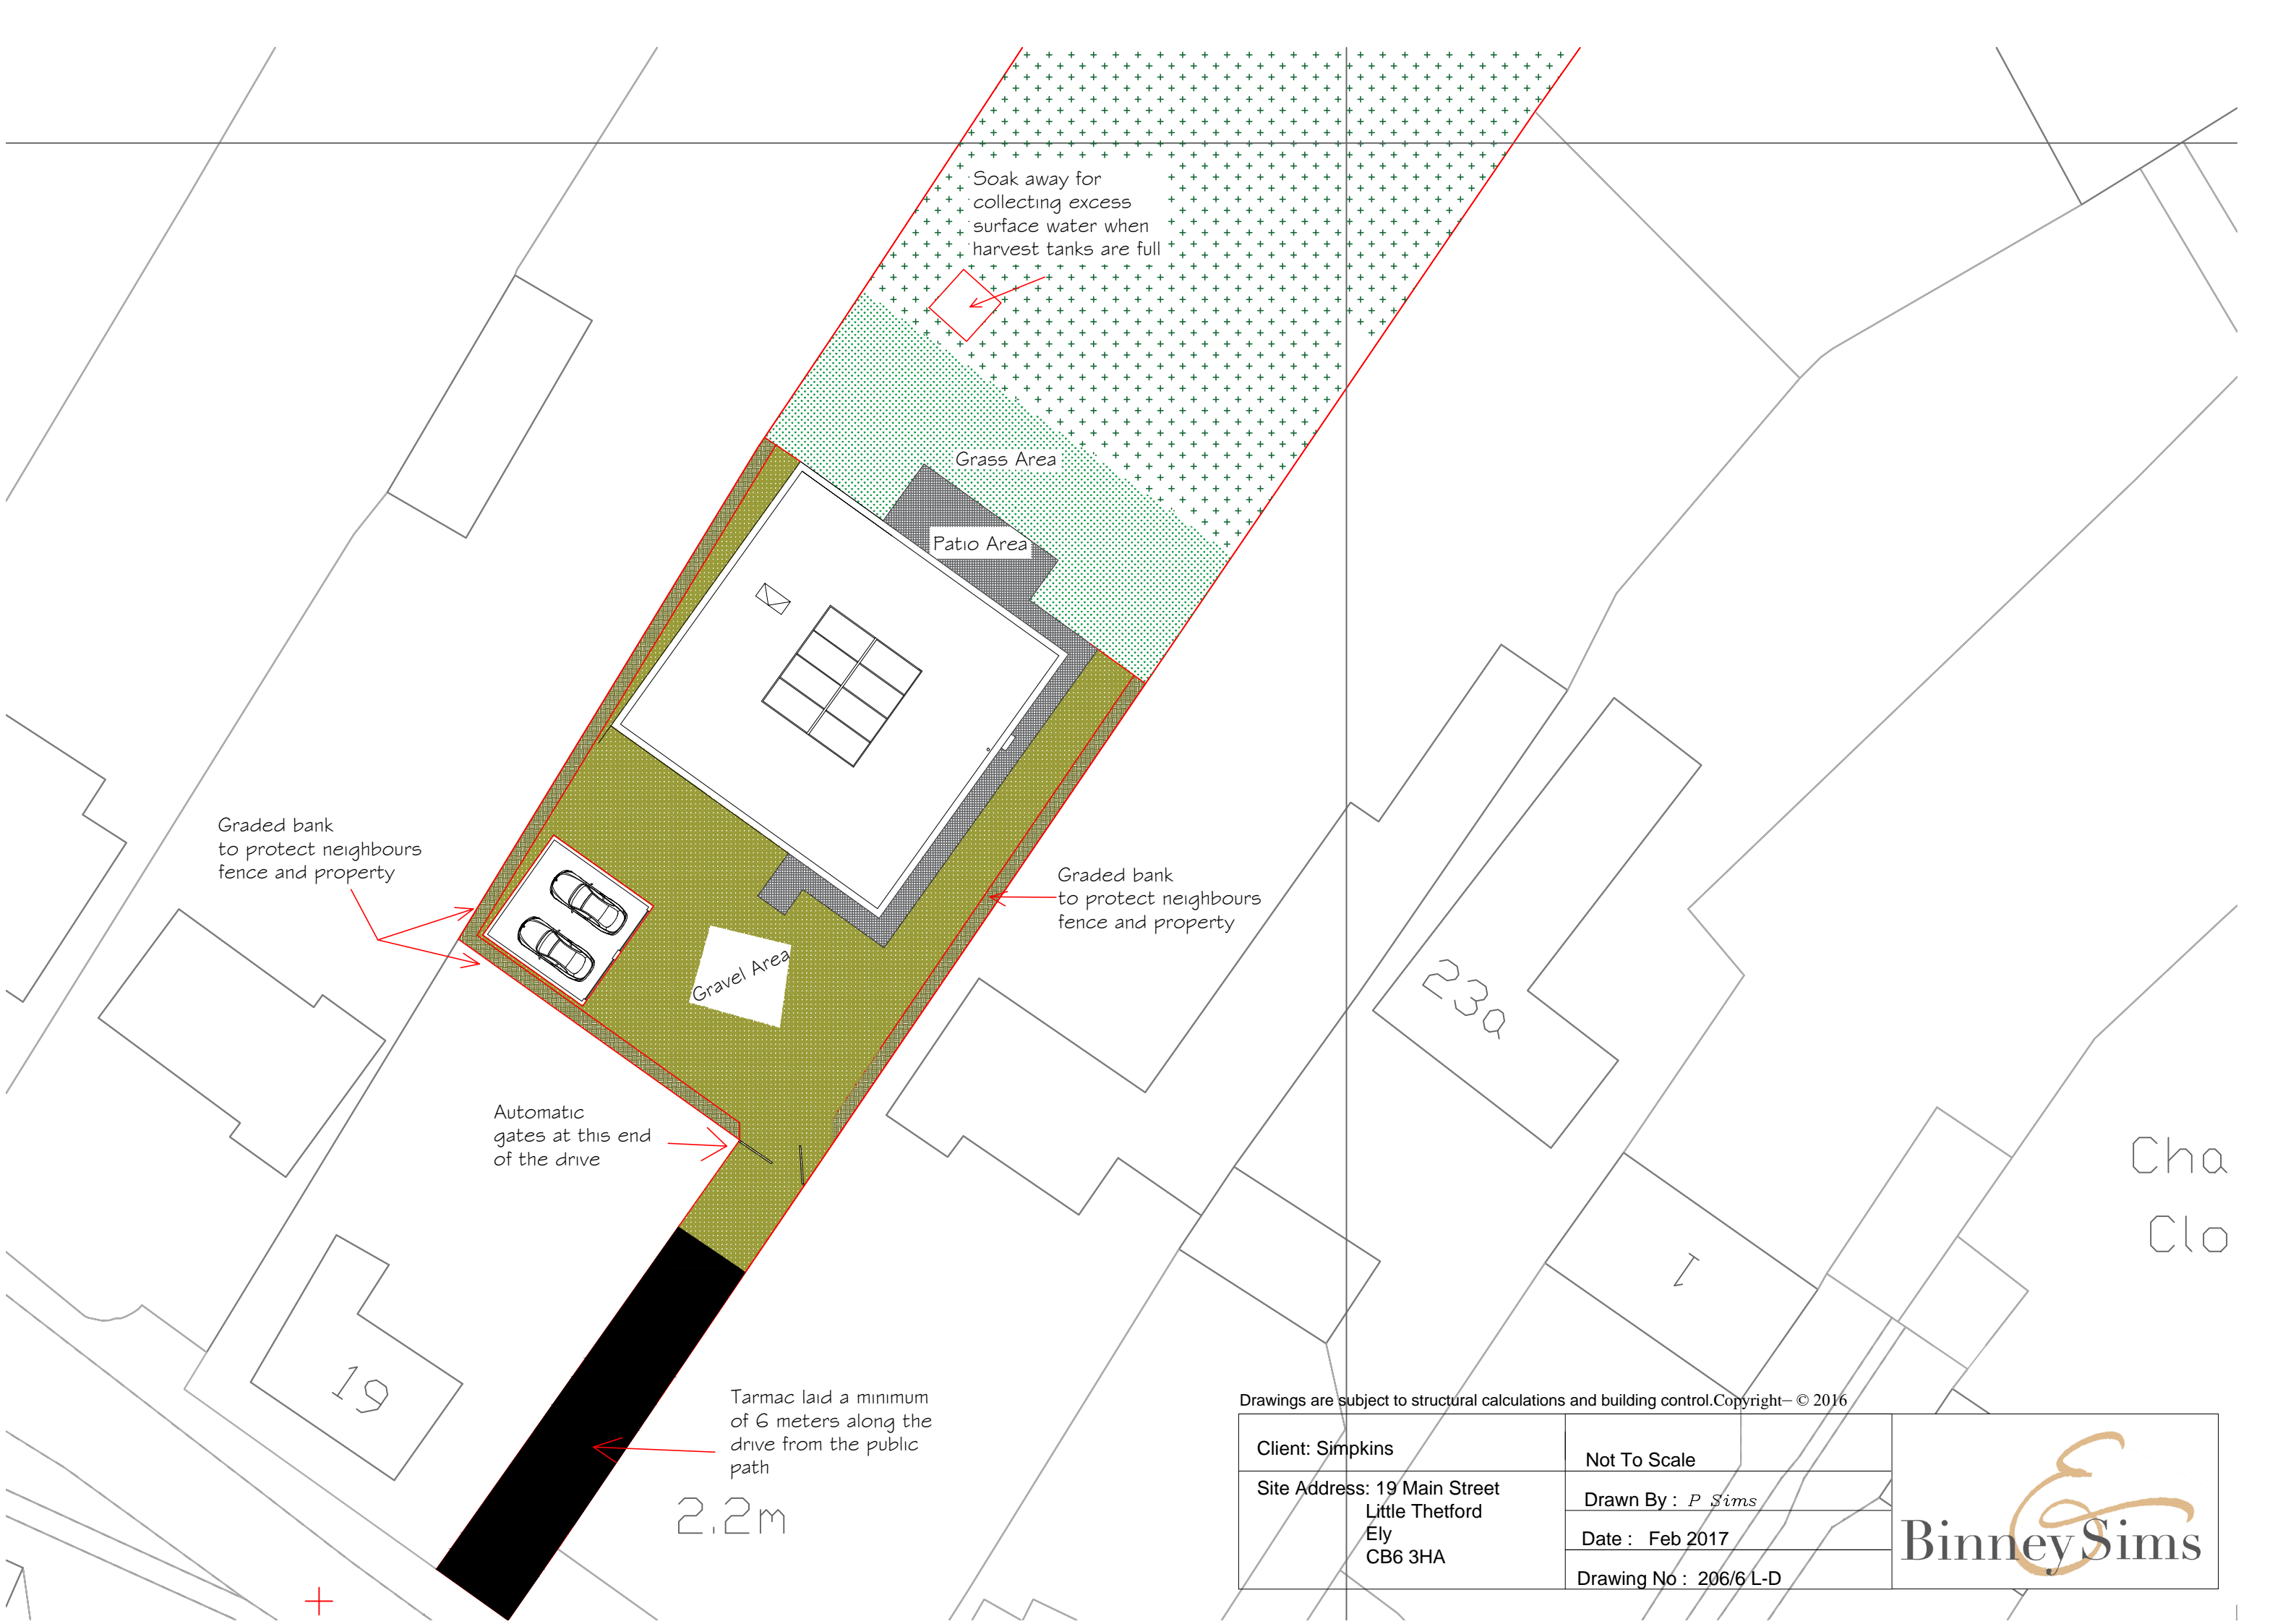 Soak away for
collecting excess
surface water when
harvest tanks are full
Grass Area
Patio Area
Graded bank
to protect neighbours
fence and property
Graded bank
to protect neighbours
fence and property
Gravel Area
23a
Automatic
gates at this end
of the drive
Cha
Clo
1
19
Tarmac laid a minimum
of 6 meters along the
drive from the public
path
2.2m
Drawings are subject to structural calculations and building control.Copyright– © 2016
Client: Simpkins
Site Address: 19 Main Street
Little Thetford
Ely
CB6 3HA
Not To Scale
Drawn By : P Sims
Date : Feb 2017
Drawing No : 206/6 L-D
E
BinneySims